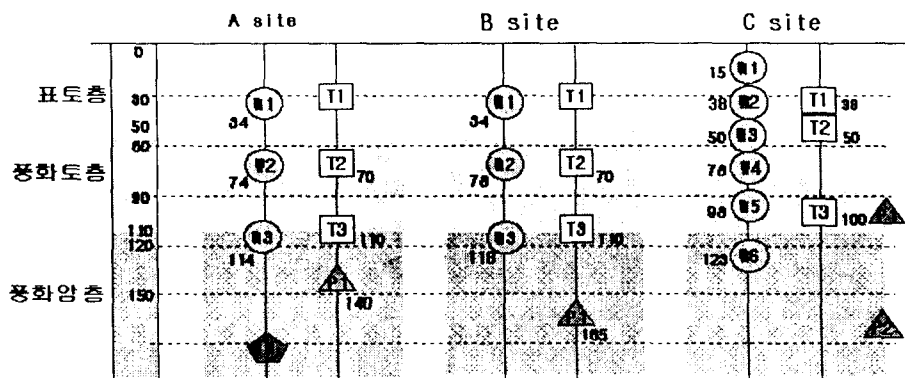 A site B site C site
0
15 W1
표토층 30 W1 T1 W1 T1 38 W2 T1 38
34 34
50 50 W3 T2 50
60
풍화토층 W2 T2 W2 T2 78 W4
74 70 78 70
90 98 W5 T3 100
110 W3 T3 110 W3 T3 110
120 114 118 123 W6
풍화암층 150 140
165